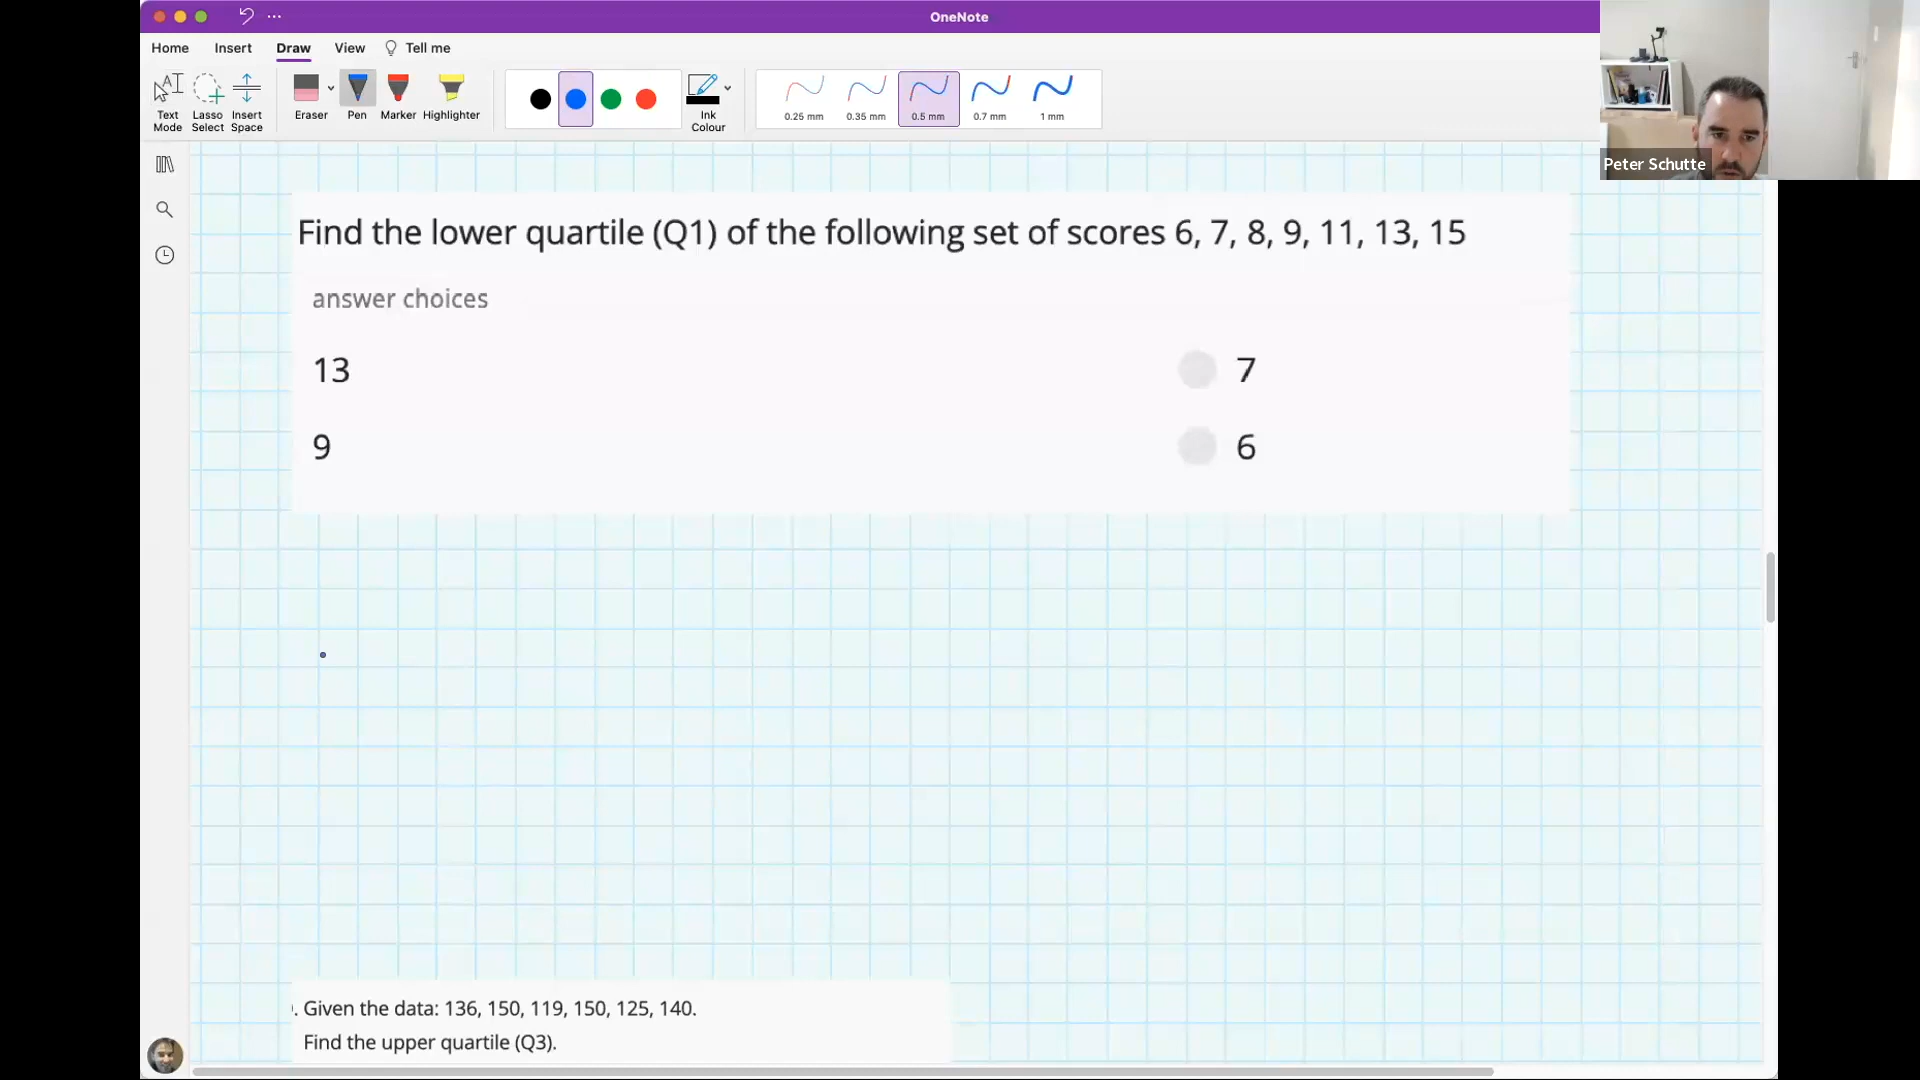 OneNote
Home Insert Draw View Tell me
Text Mode
Lasso Select
Insert Space
Eraser
Pen
Marker
Highlighter
Ink Colour
0.25 mm
0.35 mm
0.5 mm
0.7 mm
1 mm
Peter Schutte
Find the lower quartile (Q1) of the following set of scores 6, 7, 8, 9, 11, 13, 15
answer choices
13
7
9
6
. Given the data: 136, 150, 119, 150, 125, 140.
Find the upper quartile (Q3).